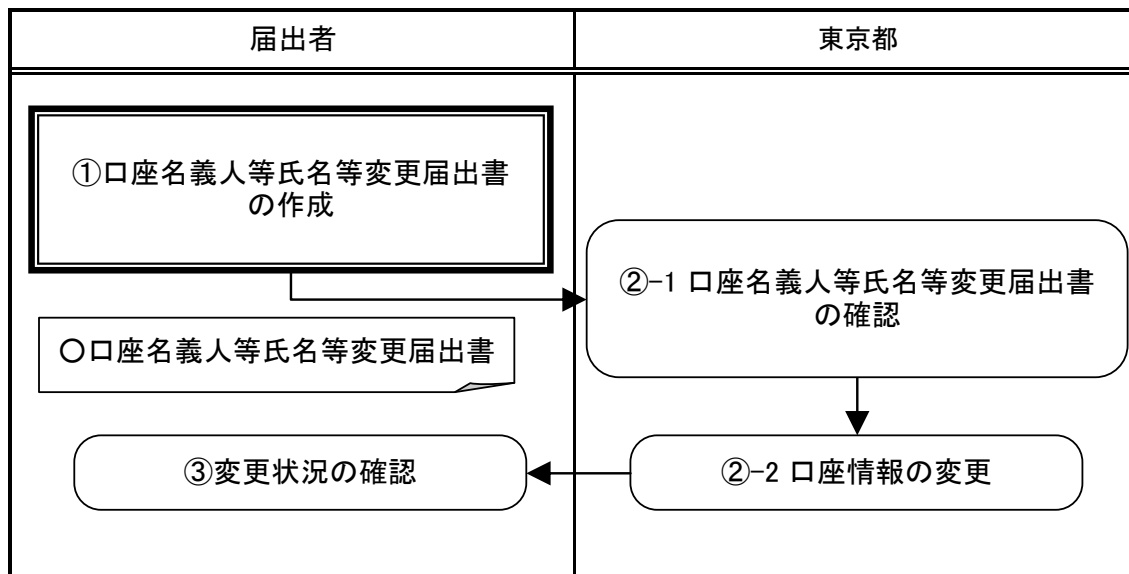 届出者
東京都
①口座名義人等氏名等変更届出書
の作成
②-1 口座名義人等氏名等変更届出書
の確認
○口座名義人等氏名等変更届出書
③変更状況の確認
②-2 口座情報の変更